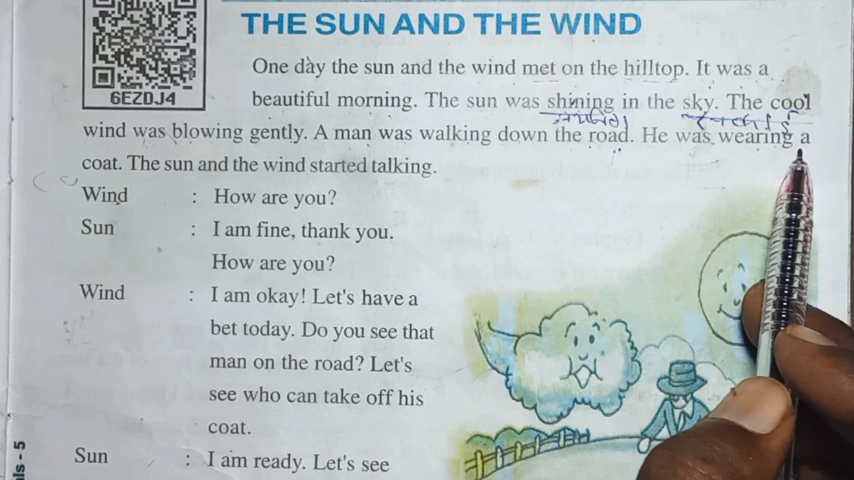 THE SUN AND THE WIND
One day the sun and the wind met on the hilltop. It was a
6EZDJ4
beautiful morning. The sun was shining in the sky. The cool
wind was blowing gently. A man was walking down the road. He was wearing a
coat. The sun and the wind started talking.
Wind : How are you?
Sun : I am fine, thank you.
How are you?
Wind : I am okay! Let's have a
bet today. Do you see that
man on the road? Let's
see who can take off his
coat.
Sun : I am ready. Let's see
ls - 5